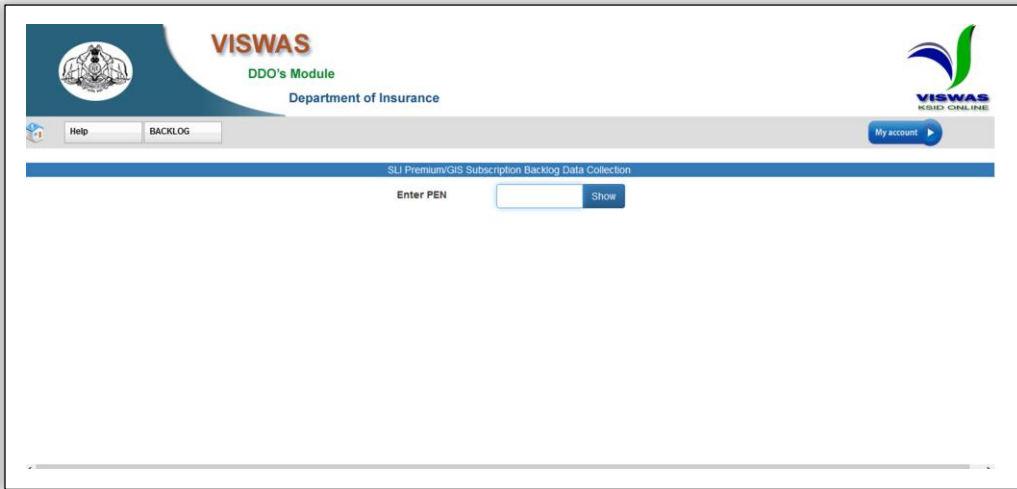 VISWAS
DDO's Module
Department of Insurance
VISWAS
KSID ONLINE
Help BACKLOG My account
SLI Premium/GIS Subscription Backlog Data Collection
Enter PEN Show